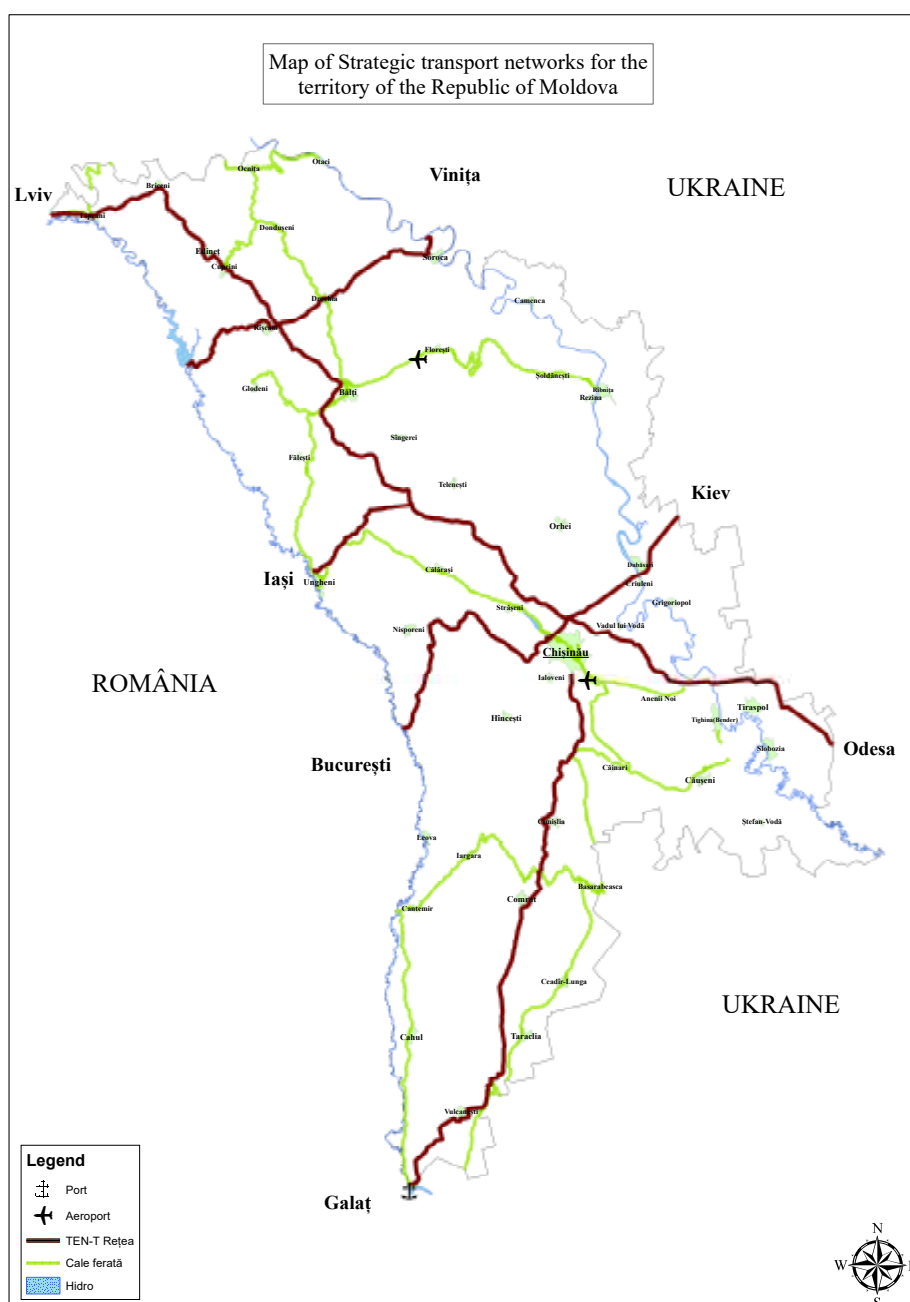 Map of Strategic transport networks for the
territory of the Republic of Moldova
Otaci
Ocnița
Vinița
UKRAINE
Briceni
Lviv
Lipcani
Dondușeni
Edineț
Soroca
Cupcini
Drochia
Camenca
Rîșcani
Florești
Șoldănești
Glodeni
Bălți
Rîbnița
Rezina
Sîngerei
Fălești
Telenești
Kiev
Orhei
Dubăsari
Călărași
Iași
Ungheni
Criuleni
Grigoriopol
Strășeni
Nisporeni
Vadul lui Vodă
Chișinău
ROMÂNIA
Ialoveni
Anenii Noi
Tiraspol
Hîncești
Tighina(Bender)
Slobozia
Odesa
București
Căinari
Căușeni
Cimișlia
Ștefan-Vodă
Leova
Iargara
Basarabeasca
Comrat
Cantemir
Ceadîr-Lunga
UKRAINE
Cahul
Taraclia
Vulcanești
Galaț
Legend
Port
Aeroport
TEN-T Rețea
Cale ferată
Hidro
N
W
E
S